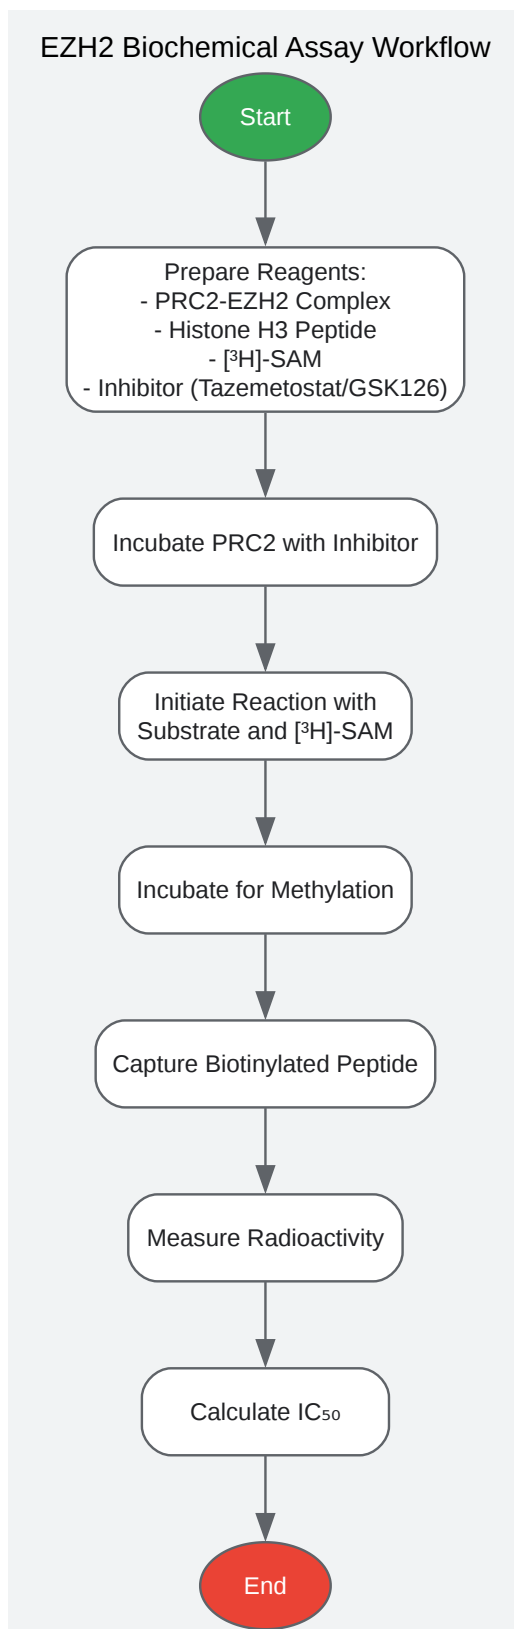 EZH2 Biochemical Assay Workflow
Start
Prepare Reagents:
- PRC2-EZH2 Complex
- Histone H3 Peptide
- [³H]-SAM
- Inhibitor (Tazemetostat/GSK126)
Incubate PRC2 with Inhibitor
Initiate Reaction with
Substrate and [³H]-SAM
Incubate for Methylation
Capture Biotinylated Peptide
Measure Radioactivity
Calculate IC₅₀
End